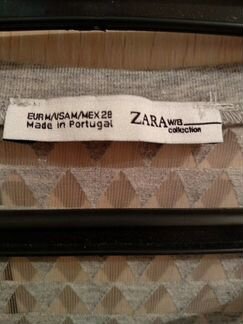 EUR M/USA M/MEX 28
Made in Portugal
ZARA W&B
collection